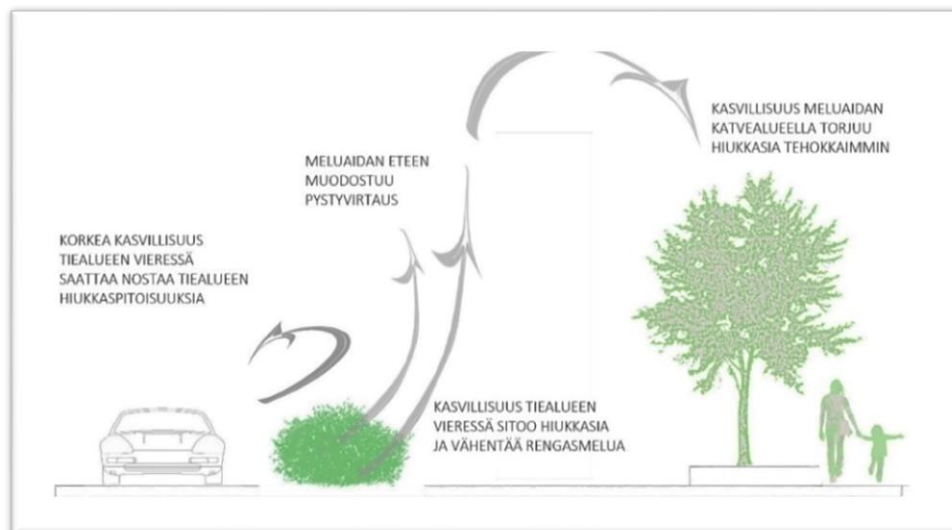 KASVILLISUUS MELUAIDAN
KATVEALUEELLA TORJUU
HIUKKASIA TEHOKKAIMMIN
MELUAIDAN ETEEN
MUODOSTUU
PYSTYVIRTAUS
KORKEA KASVILLISUUS
TIEALUEEN VIERESSÄ
SAATTAA NOSTAA TIEALUEEN
HIUKKASPITOISUUKSIA
KASVILLISUUS TIEALUEEN
VIERESSÄ SITOO HIUKKASIA
JA VÄHENTÄÄ RENGASMELUA